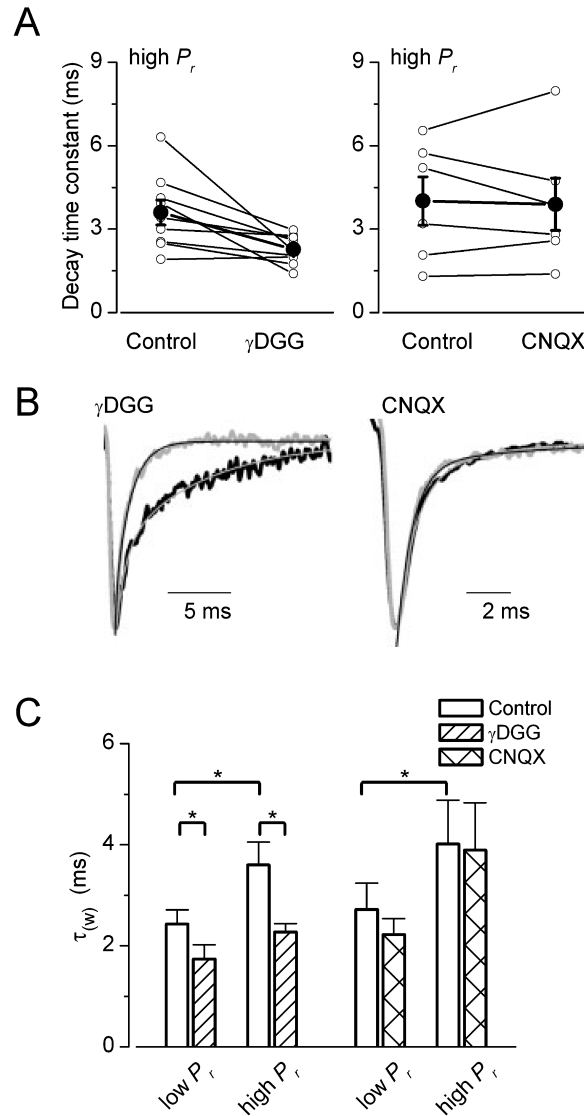 A
high Pr
high Pr
Decay time constant (ms)
9
6
3
0
9
6
3
0
Control
γDGG
Control
CNQX
B
γDGG
CNQX
5 ms
2 ms
C
Control
γDGG
CNQX
τ(w) (ms)
6
4
2
0
*
*
*
*
low Pr
high Pr
low Pr
high Pr